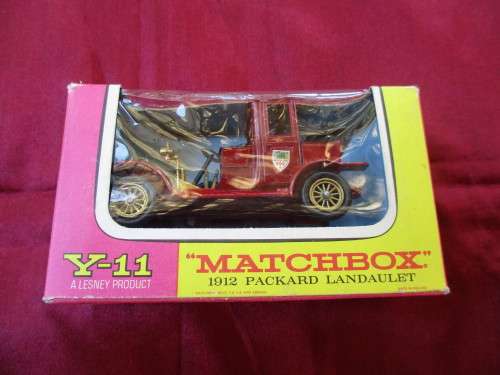 Y-11
A LESNEY PRODUCT
"MATCHBOX"
1912 PACKARD LANDAULET